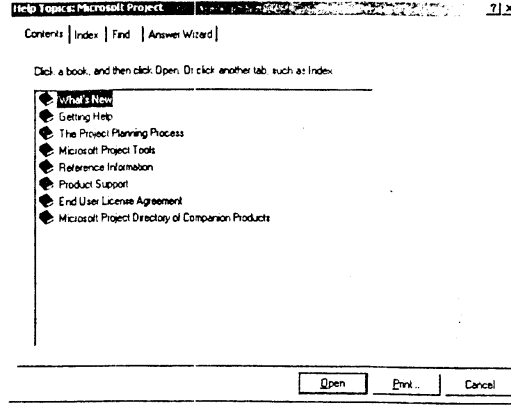 Help Topics: Microsoft Project
Contents Index Find Answer Wizard
Click a book, and then click Open. Or click another tab, such as Index.
What's New
Getting Help
The Project Planning Process
Microsoft Project Tools
Reference Information
Product Support
End User License Agreement
Microsoft Project Directory of Companion Products
Open Print... Cancel